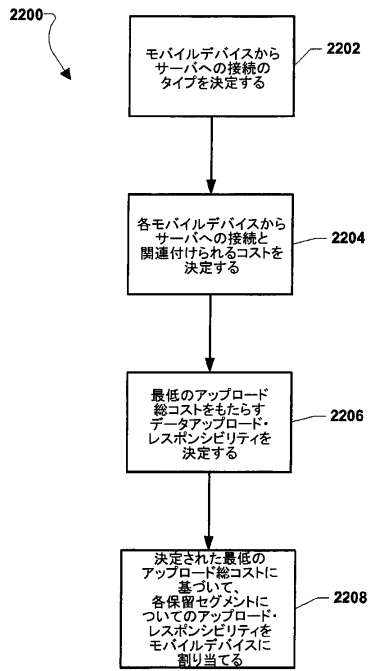 2200
モバイルデバイスから
サーバへの接続の
タイプを決定する
2202
各モバイルデバイスから
サーバへの接続と
関連付けられるコストを
決定する
2204
最低のアップロード
総コストをもたらす
データアップロード・
レスポンシビリティを
決定する
2206
決定された最低の
アップロード総コストに
基づいて、
各保留セグメントに
ついてのアップロード・
レスポンシビリティを
モバイルデバイスに
割り当てる
2208